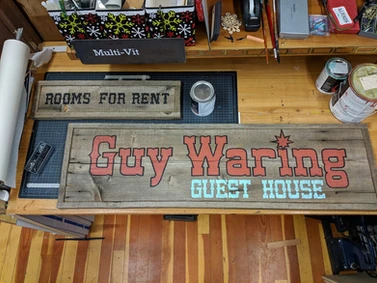 Multi-Vit
ROOMS FOR RENT
Guy Waring
GUEST HOUSE